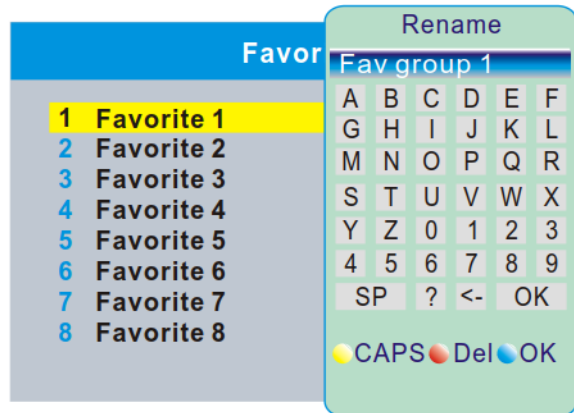 Favor
1 Favorite 1
2 Favorite 2
3 Favorite 3
4 Favorite 4
5 Favorite 5
6 Favorite 6
7 Favorite 7
8 Favorite 8
Rename
Fav group 1
A B C D E F
G H I J K L
M N O P Q R
S T U V W X
Y Z 0 1 2 3
4 5 6 7 8 9
SP ? <- OK
CAPS Del OK